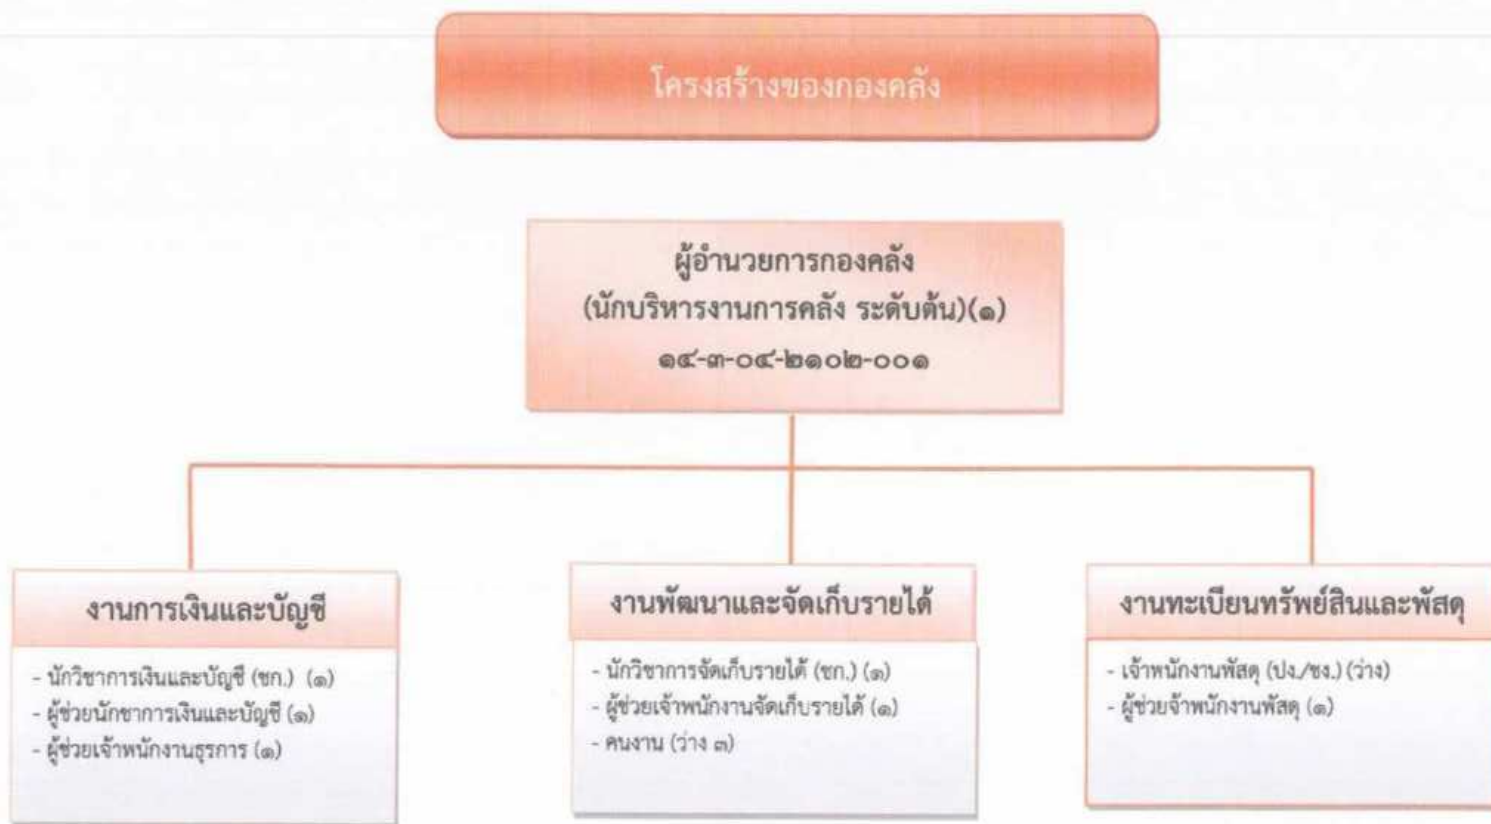 โครงสร้างของกองคลัง
ผู้อำนวยการกองคลัง
(นักบริหารงานการคลัง ระดับต้น)(๑)
๑๔-๓-๐๔-๒๑๐๒-๐๐๑
งานการเงินและบัญชี
- นักวิชาการเงินและบัญชี (ชก.) (๑)
- ผู้ช่วยนักชาการเงินและบัญชี (๑)
- ผู้ช่วยเจ้าพนักงานธุรการ (๑)
งานพัฒนาและจัดเก็บรายได้
- นักวิชาการจัดเก็บรายได้ (ชก.) (๑)
- ผู้ช่วยเจ้าพนักงานจัดเก็บรายได้ (๑)
- คนงาน (ว่าง ๓)
งานทะเบียนทรัพย์สินและพัสดุ
- เจ้าพนักงานพัสดุ (ปง./ชง.) (ว่าง)
- ผู้ช่วยจ้าพนักงานพัสดุ (๑)